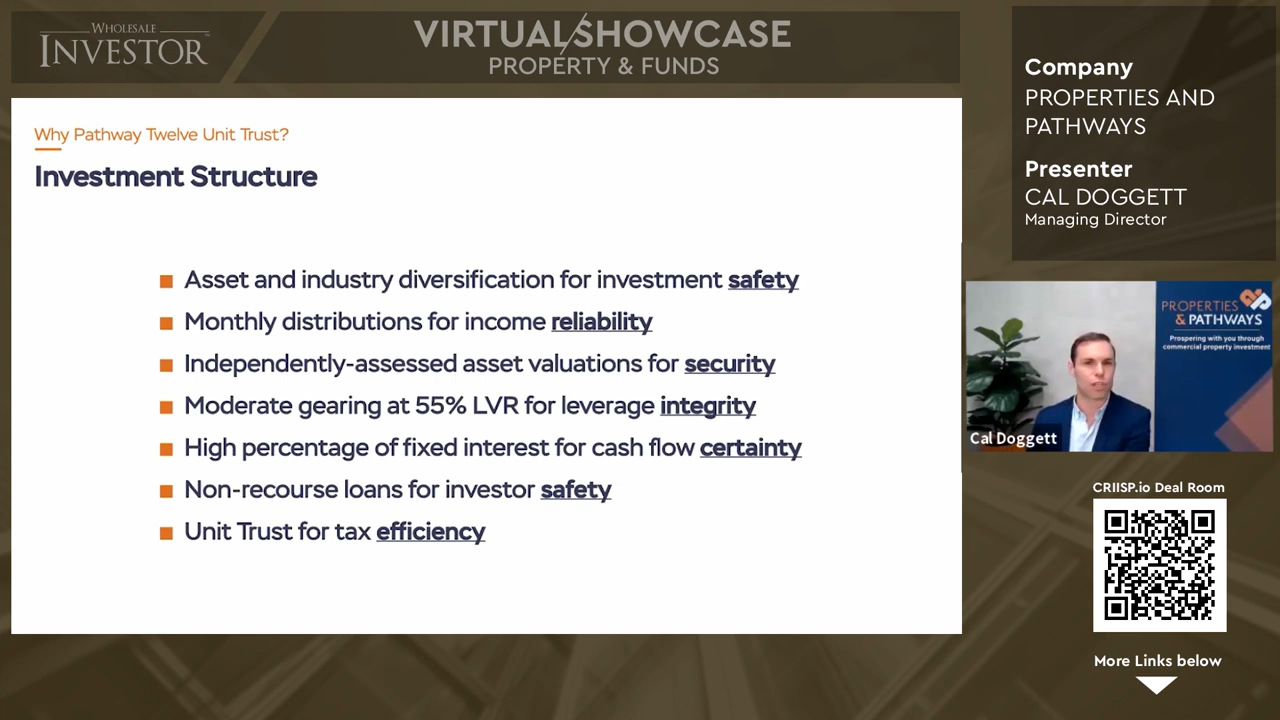 WHOLESALE
INVESTOR
VIRTUAL SHOWCASE
PROPERTY & FUNDS
Why Pathway Twelve Unit Trust?
Investment Structure
Asset and industry diversification for investment safety
Monthly distributions for income reliability
Independently-assessed asset valuations for security
Moderate gearing at 55% LVR for leverage integrity
High percentage of fixed interest for cash flow certainty
Non-recourse loans for investor safety
Unit Trust for tax efficiency
Company
PROPERTIES AND
PATHWAYS
Presenter
CAL DOGGETT
Managing Director
PROPERTIES
& PATHWAYS
Prospering with you through
commercial property investment
Cal Doggett
CRIISP.io Deal Room
More Links below